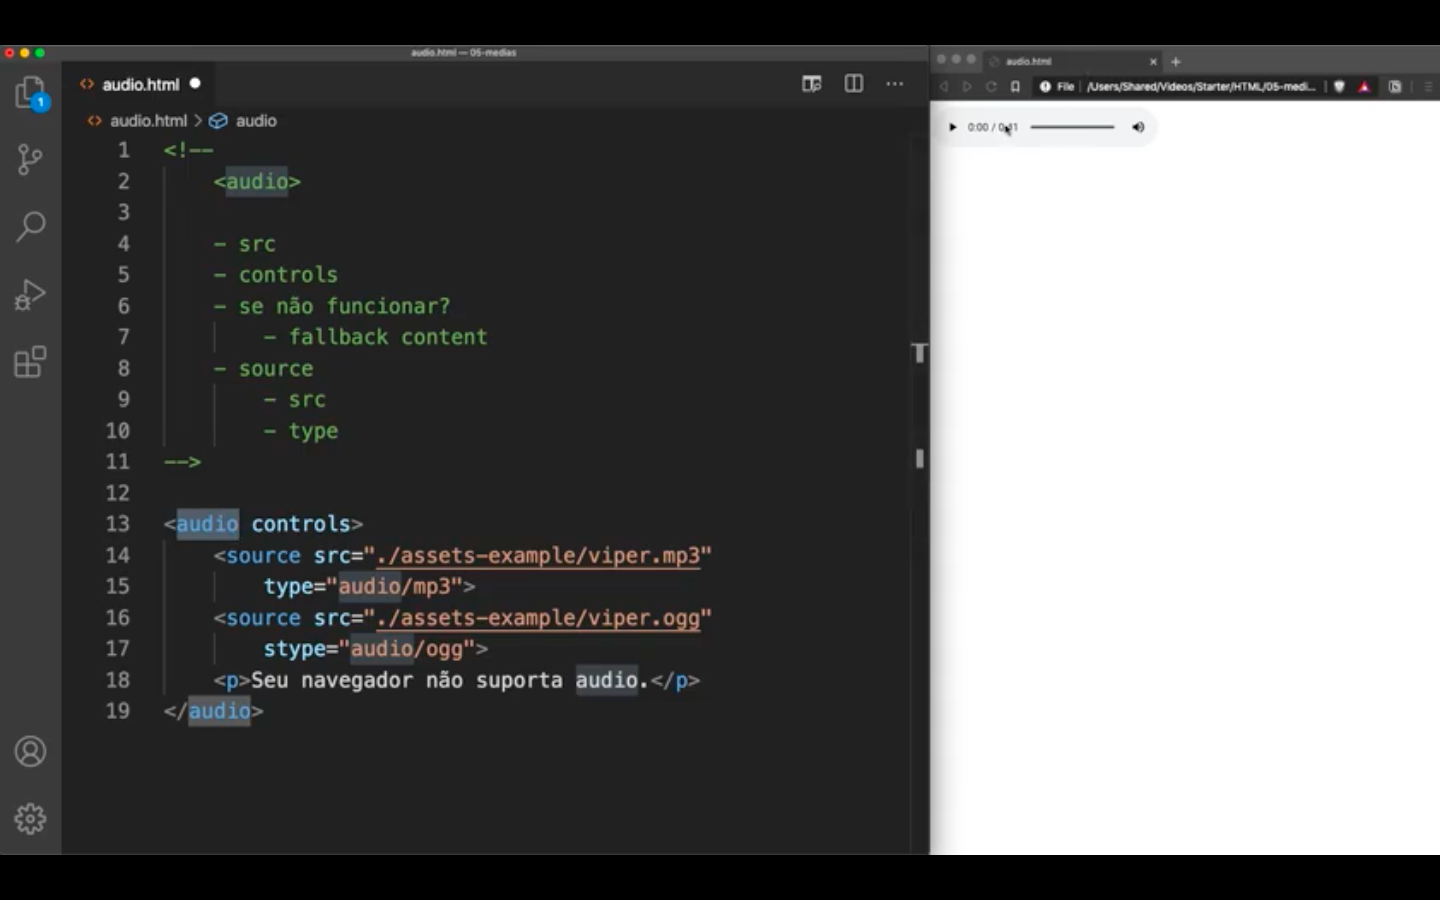 audio.html — 05-medias
audio.html
1
audio.html > audio
1 <!--
2 <audio>
3
4 - src
5 - controls
6 - se não funcionar?
7 - fallback content
8 - source
9 - src
10 - type
11 -->
12
13 <audio controls>
14 <source src="./assets-example/viper.mp3"
15 type="audio/mp3">
16 <source src="./assets-example/viper.ogg"
17 stype="audio/ogg">
18 <p>Seu navegador não suporta audio.</p>
19 </audio>
audio.html
File | /Users/Shared/Videos/Starter/HTML/05-medi...
0:00 / 0:41